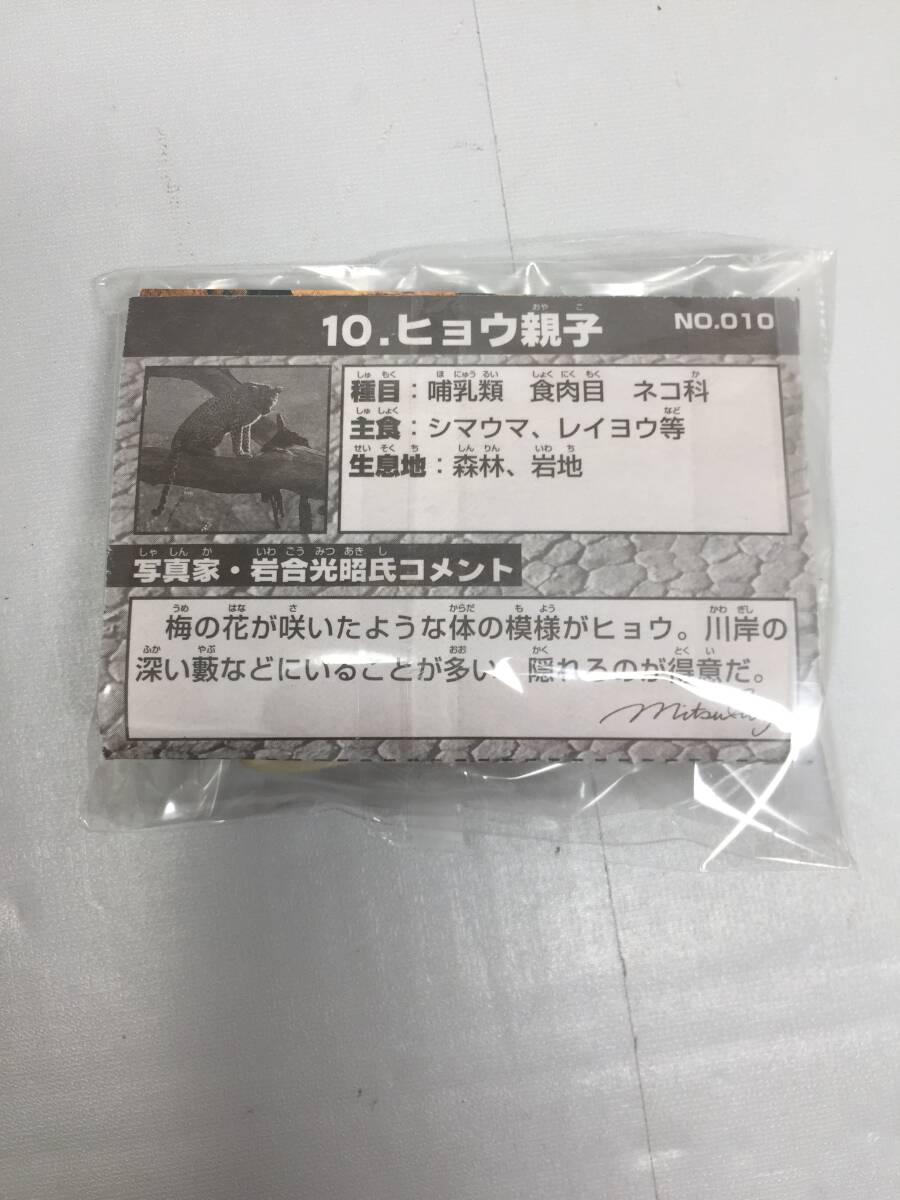 10.ヒョウ親子
NO.010
種目：哺乳類　食肉目　ネコ科
主食：シマウマ、レイヨウ等
生息地：森林、岩地
写真家・岩合光昭氏コメント
梅の花が咲いたような体の模様がヒョウ。川岸の
深い藪などにいることが多い　隠れるのが得意だ。